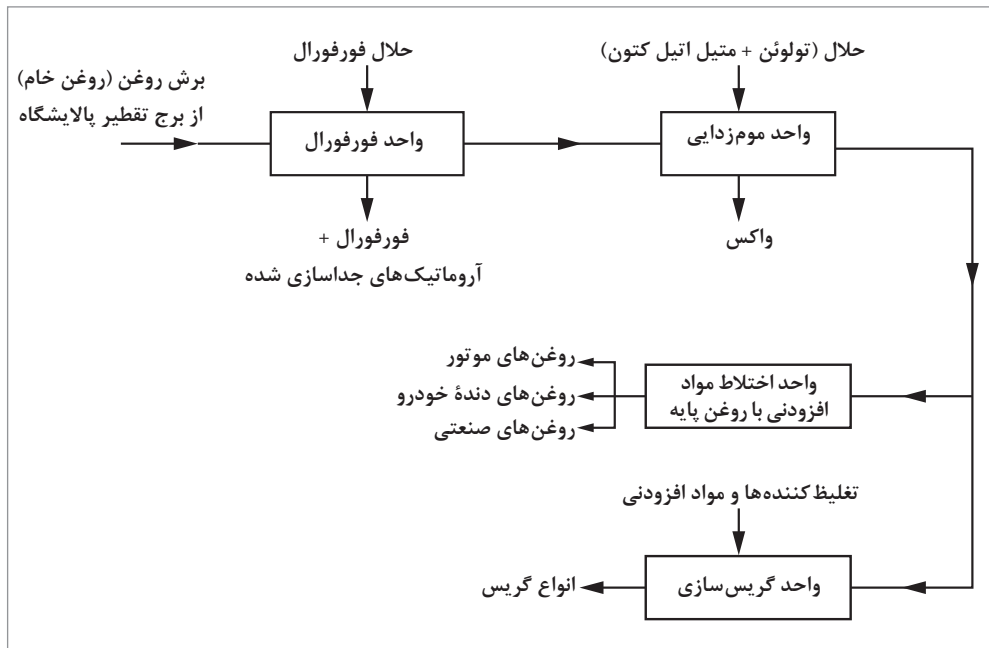 حلال فورفورال
حلال (تولوئن + متیل اتیل کتون)
برش روغن (روغن خام)
از برج تقطیر پالایشگاه
واحد فورفورال
واحد موم‌زدایی
فورفورال +
آروماتیک‌های جداسازی شده
واکس
واحد اختلاط مواد
افزودنی با روغن پایه
روغن‌های موتور
روغن‌های دندهٔ خودرو
روغن‌های صنعتی
تغلیظ کننده‌ها و مواد افزودنی
واحد گریس‌سازی
انواع گریس